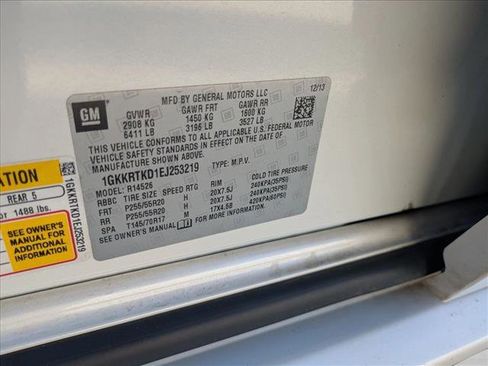 GM
MFD BY GENERAL MOTORS LLC
12/13
GVWR GAWR FRT GAWR RR
2908 KG 1450 KG 1600 KG
6411 LB 3196 LB 3527 LB
THIS VEHICLE CONFORMS TO ALL APPLICABLE U.S. FEDERAL MOTOR
VEHICLE SAFETY STANDARDS IN EFFECT ON THE DATE OF
MANUFACTURE SHOWN ABOVE.
1GKKRTKD1EJ253219 TYPE: M.P.V.
MODEL: R14526
RBBC TIRE SIZE SPEED RTG RIM COLD TIRE PRESSURE
FRT P255/55R20 H 20X7.5J 240KPA(35PSI)
RR P255/55R20 H 20X7.5J 240KPA(35PSI)
SPA T145/70R17 17X4.5B 420KPA(60PSI)
SEE OWNER'S MANUAL FOR MORE INFORMATION.
ATION
REAR 5
or 1488 lbs.
SEE OWNER'S
MANUAL FOR
ADDITIONAL
INFORMATION
1GKKRTKD1EJ253219